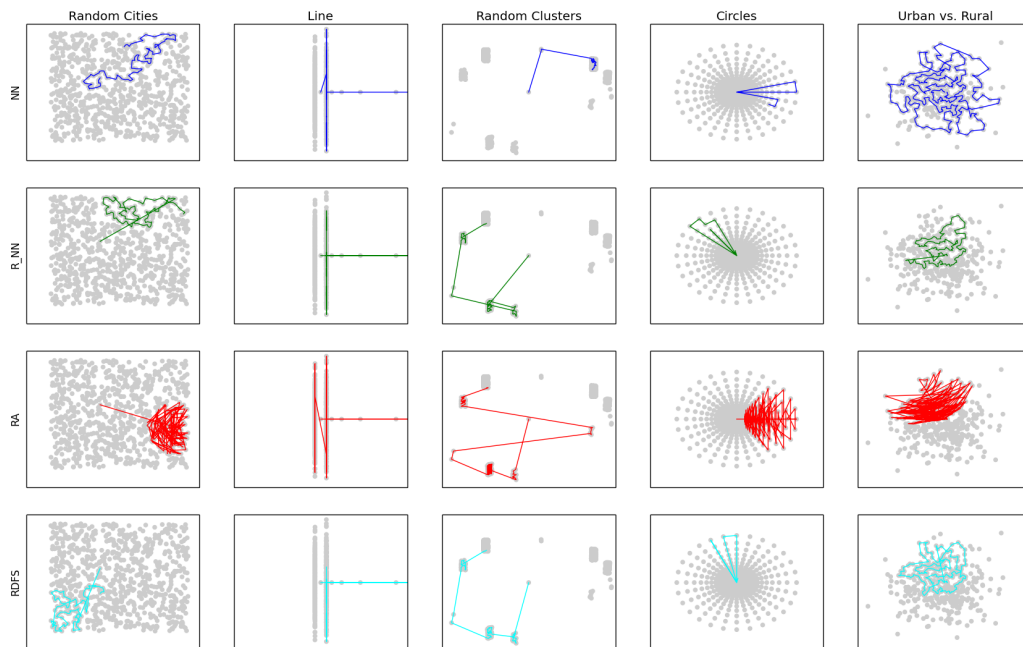 Random Cities
Line
Random Clusters
Circles
Urban vs. Rural
NN
R_NN
RA
RDFS